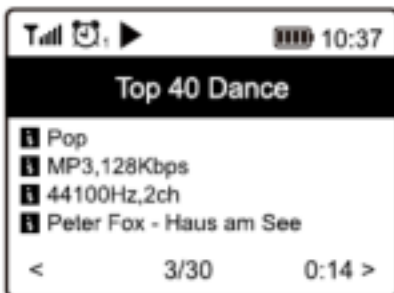 10:37
Top 40 Dance
i Pop
i MP3,128Kbps
i 44100Hz,2ch
i Peter Fox - Haus am See
< 3/30 0:14 >